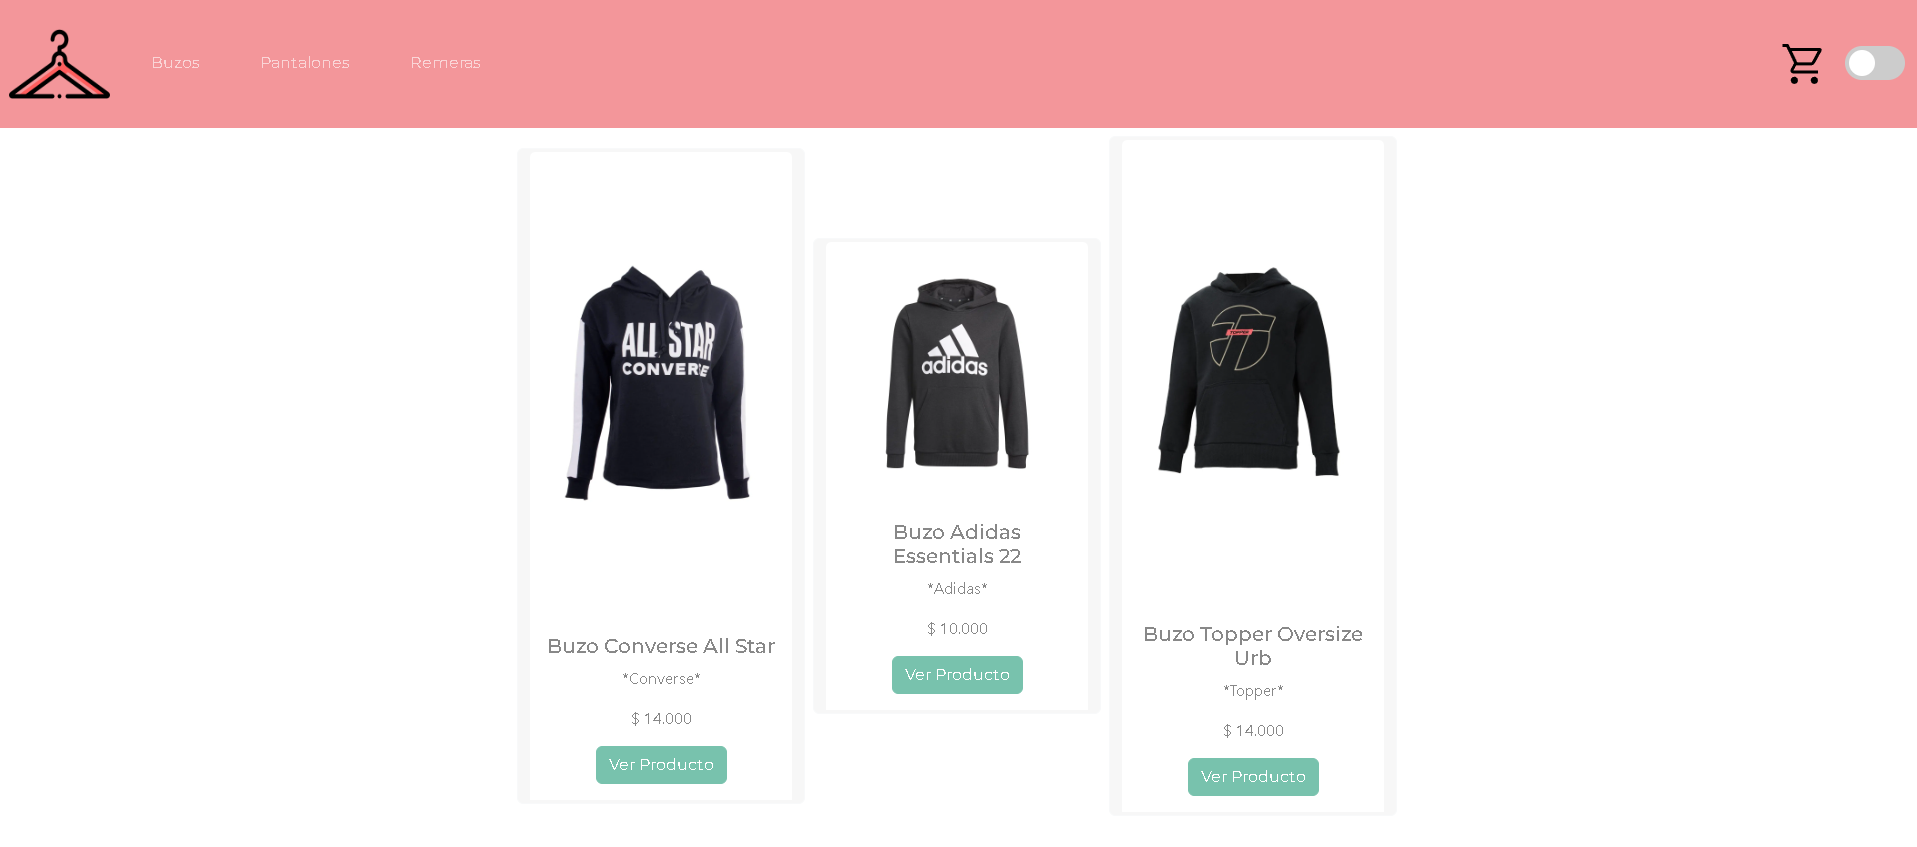 Buzos
Pantalones
Remeras
ALL STAR
CONVERSE
Buzo Converse All Star
*Converse*
$ 14.000
Ver Producto
adidas
Buzo Adidas
Essentials 22
*Adidas*
$ 10.000
Ver Producto
TOPPER
Buzo Topper Oversize
Urb
*Topper*
$ 14.000
Ver Producto